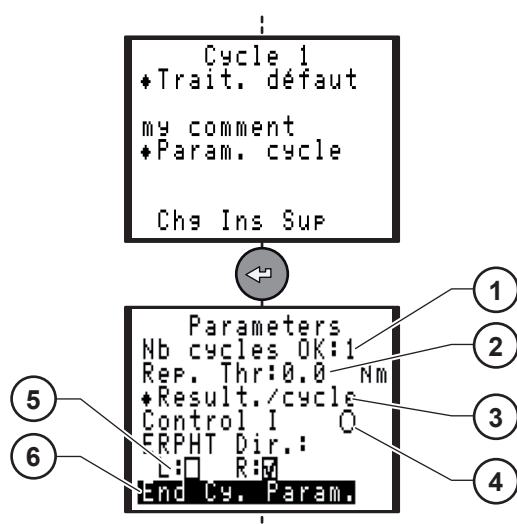 Cycle 1
♦Trait. défaut
my comment
♦Param. cycle
Chg Ins Sup
Parameters
Nb cycles OK:1
Rep. Thr:0.0 Nm
♦Result./cycle
Control I O
ERPHT Dir.:
L:☐ R:☑
End Cy. Param.
1
2
3
4
5
6